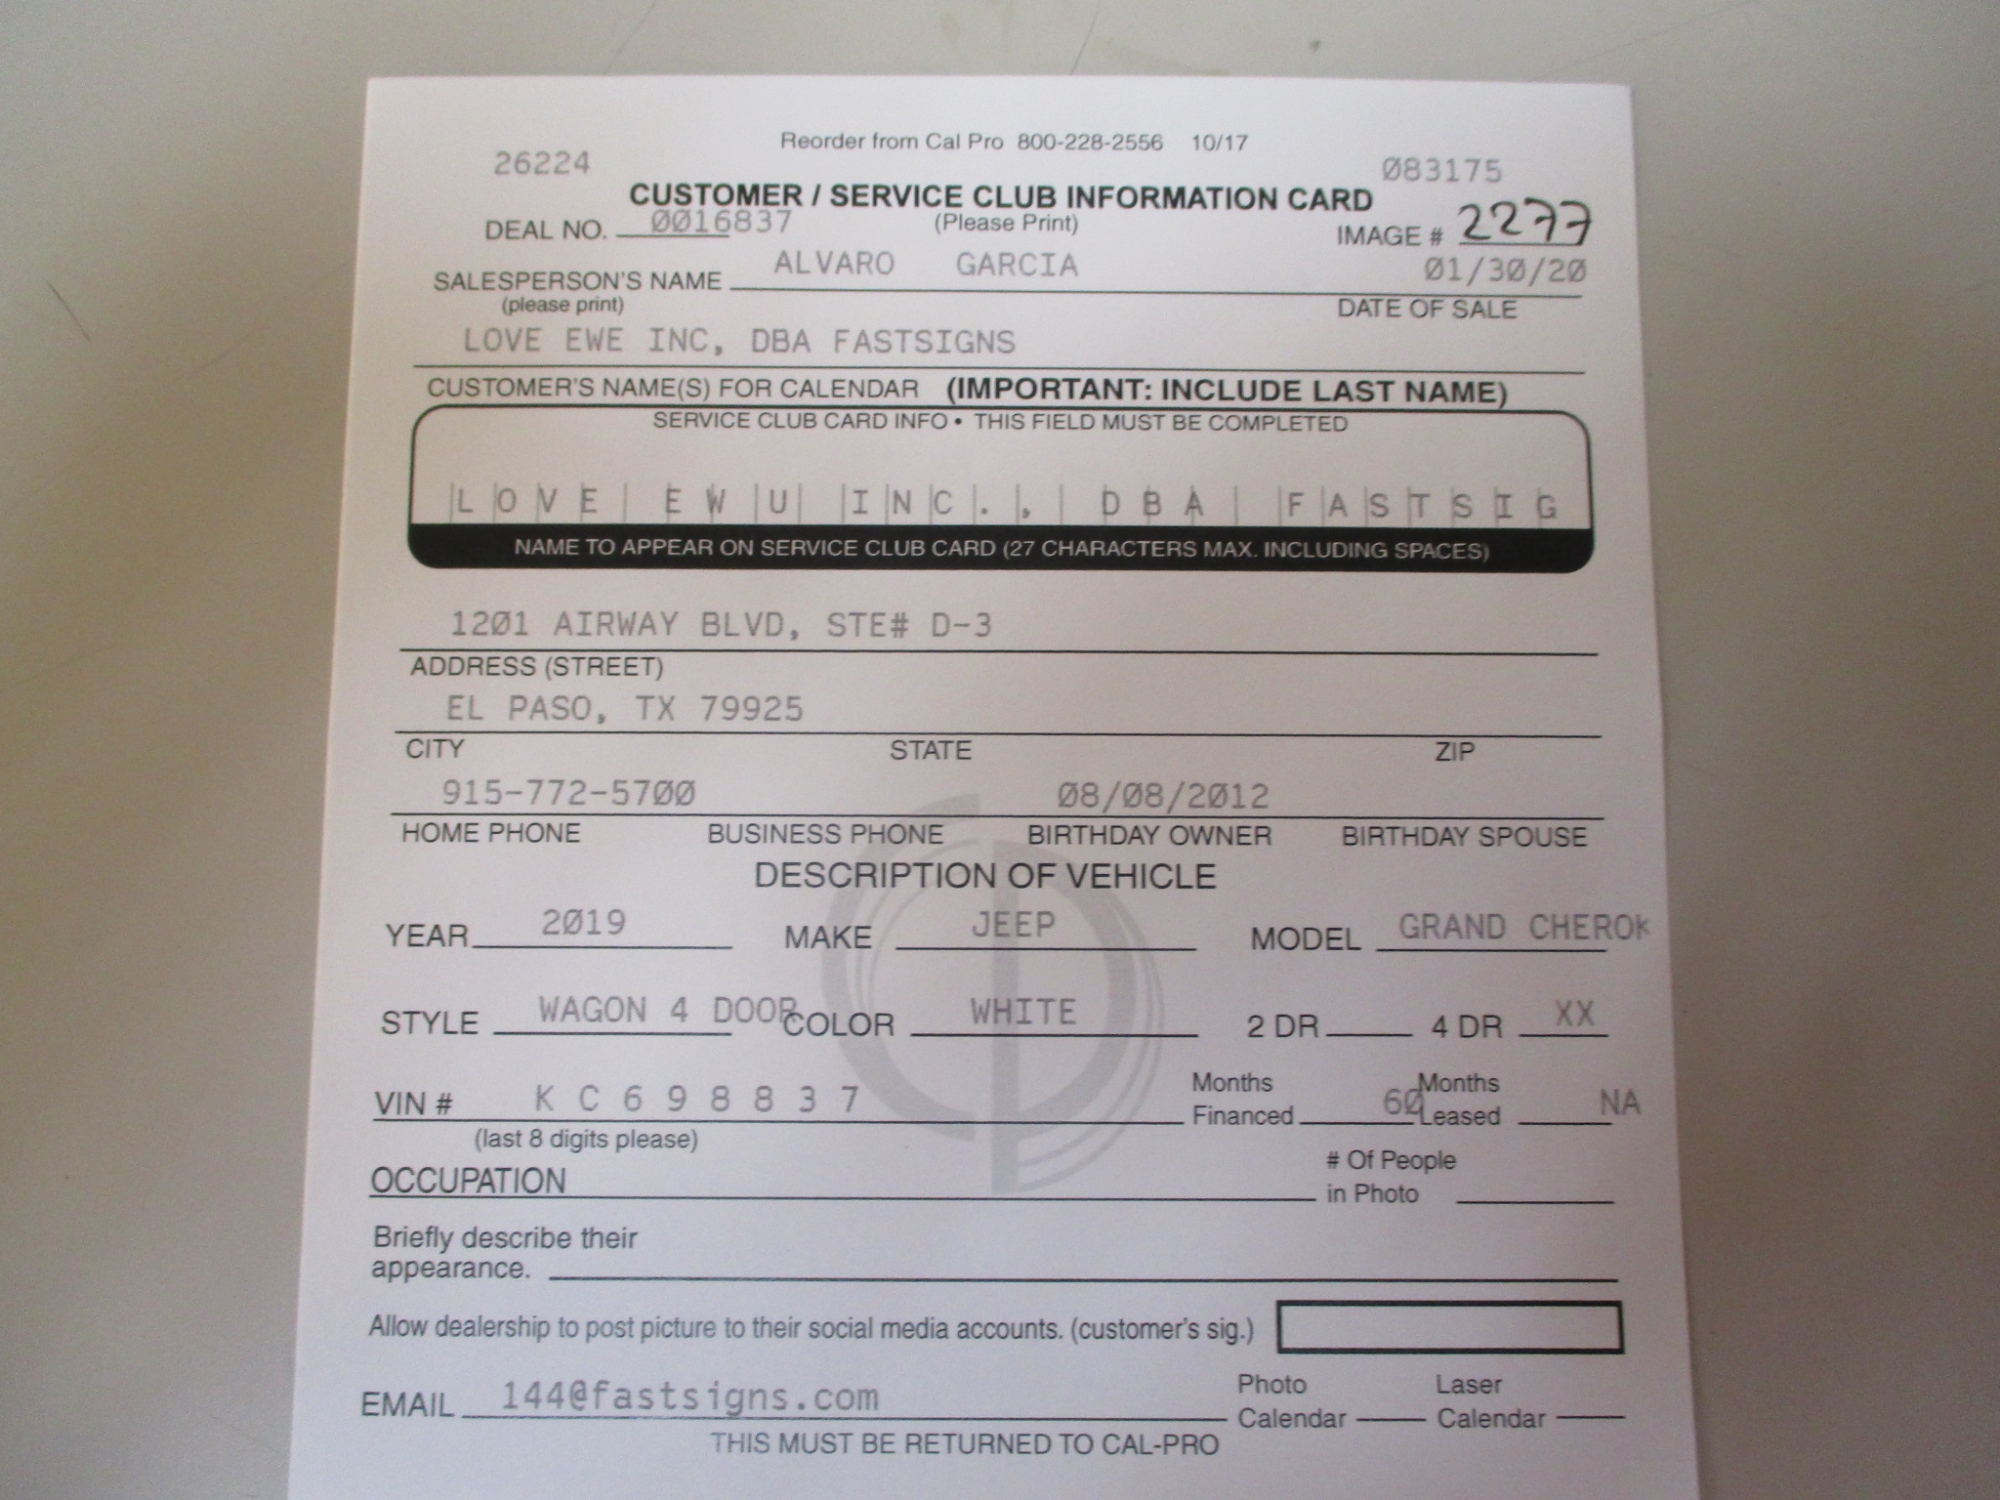 Reorder from Cal Pro 800-228-2556 10/17
26224 083175
CUSTOMER / SERVICE CLUB INFORMATION CARD
DEAL NO. 0016837 (Please Print) IMAGE # 2277
SALESPERSON'S NAME ALVARO GARCIA 01/30/20
(please print) DATE OF SALE
LOVE EWE INC, DBA FASTSIGNS
CUSTOMER'S NAME(S) FOR CALENDAR (IMPORTANT: INCLUDE LAST NAME)
SERVICE CLUB CARD INFO • THIS FIELD MUST BE COMPLETED
LOVE EWU INC., DBA FASTSIG
NAME TO APPEAR ON SERVICE CLUB CARD (27 CHARACTERS MAX. INCLUDING SPACES)
1201 AIRWAY BLVD, STE# D-3
ADDRESS (STREET)
EL PASO, TX 79925
CITY STATE ZIP
915-772-5700 08/08/2012
HOME PHONE BUSINESS PHONE BIRTHDAY OWNER BIRTHDAY SPOUSE
DESCRIPTION OF VEHICLE
YEAR 2019 MAKE JEEP MODEL GRAND CHEROK
STYLE WAGON 4 DOOR COLOR WHITE 2 DR 4 DR XX
VIN # K C 6 9 8 8 3 7 Months Financed 60 Months Leased NA
(last 8 digits please)
OCCUPATION # Of People in Photo
Briefly describe their
appearance.
Allow dealership to post picture to their social media accounts. (customer's sig.)
EMAIL 144@fastsigns.com Photo Calendar Laser Calendar
THIS MUST BE RETURNED TO CAL-PRO